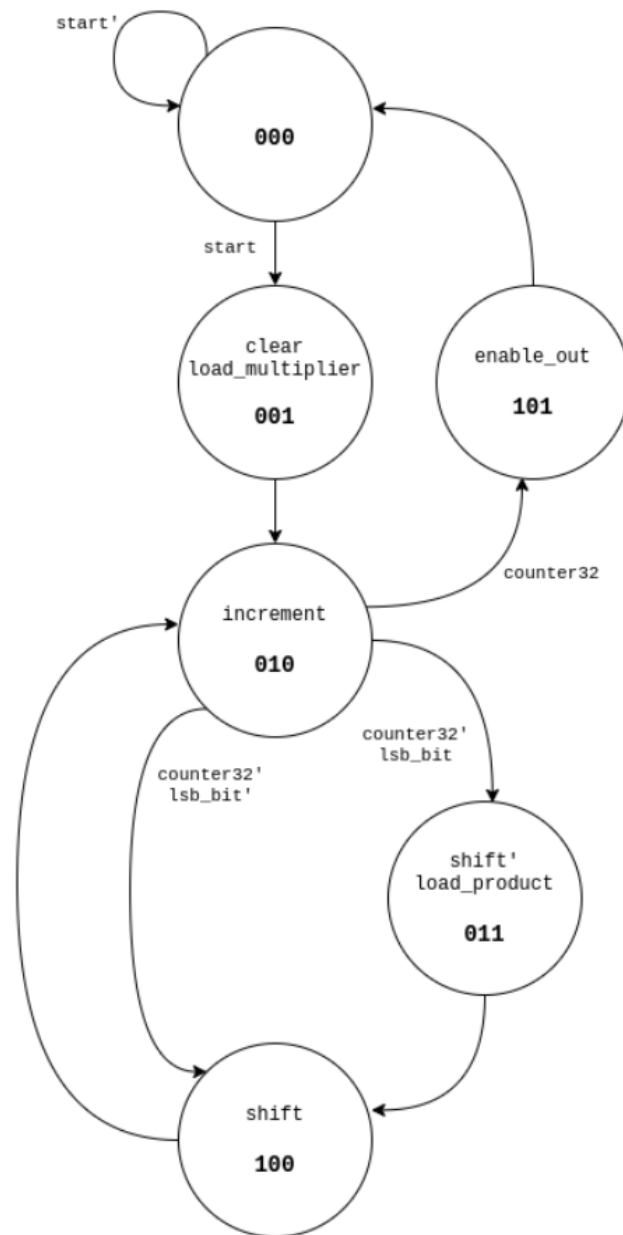 start'
000
start
clear
load_multiplier
001
enable_out
101
counter32
increment
010
counter32'
lsb_bit
counter32'
lsb_bit'
shift'
load_product
011
shift
100